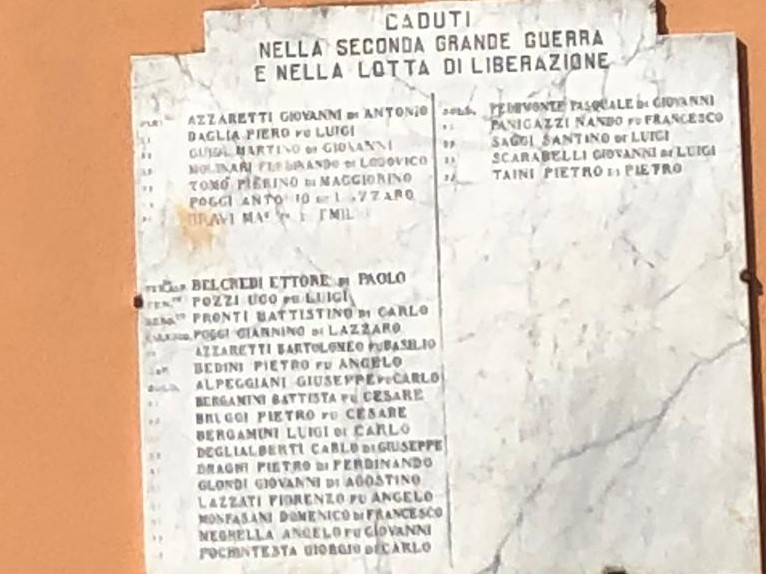 CADUTI
NELLA SECONDA GRANDE GUERRA
E NELLA LOTTA DI LIBERAZIONE
AZZARETTI GIOVANNI DI ANTONIO
DAGLIA PIERO FU LUIGI
GUIDI MARTINO DI GIOVANNI
MOLINARI FERDINANDO DI LODOVICO
TOMO PIERINO DI MAGGIORINO
POGGI ANTONIO DI LAZZARO
BELCREDI ETTORE DI PAOLO
POZZI UGO FU LUIGI
PRONTI BATTISTINO DI CARLO
POGGI GIANNINO DI LAZZARO
AZZARETTI BARTOLOMEO FU BASILIO
BEDINI PIETRO FU ANGELO
ALPEGGIANI GIUSEPPE FU CARLO
BERGAMINI BATTISTA FU CESARE
BRUGGI PIETRO FU CESARE
BERGAMINI LUIGI DI CARLO
DEGLIALBERTI CARLO DI GIUSEPPE
DRAGHI PIETRO DI FERDINANDO
GLONDI GIOVANNI DI AGOSTINO
LAZZATI FIORENZO FU ANGELO
MONFASANI DOMENICO DI FRANCESCO
NEGHELLA ANGELO FU GIOVANNI
POCHINTESTA GIORGIO DI CARLO
SOLD. PEDEMONTE PASQUALE DI GIOVANNI
PANIGAZZI NANDO FU FRANCESCO
SAGGI SANTINO DI LUIGI
SCARABELLI GIOVANNI DI LUIGI
TAINI PIETRO DI PIETRO